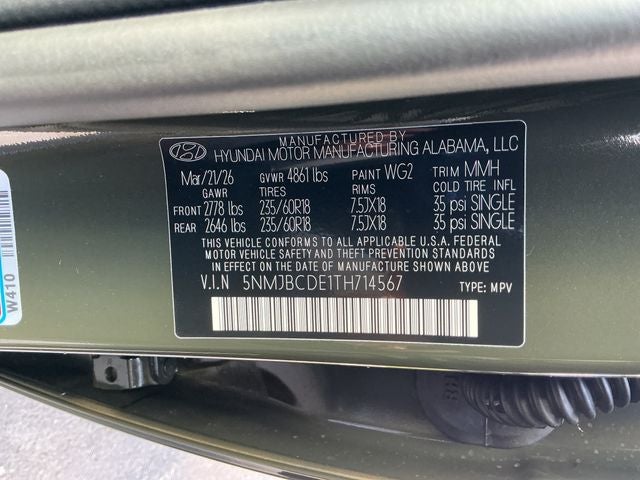 MANUFACTURED BY
HYUNDAI MOTOR MANUFACTURING ALABAMA, LLC
Mar/21/26 GVWR 4861 lbs PAINT WG2 TRIM MMH
GAWR TIRES RIMS COLD TIRE INFL
FRONT 2778 lbs 235/60R18 7.5JX18 35 psi SINGLE
REAR 2646 lbs 235/60R18 7.5JX18 35 psi SINGLE
THIS VEHICLE CONFORMS TO ALL APPLICABLE U.S.A. FEDERAL
MOTOR VEHICLE SAFETY AND THEFT PREVENTION STANDARDS
IN EFFECT ON THE DATE OF MANUFACTURE SHOWN ABOVE
V.I.N 5NMJBCDE1TH714567 TYPE: MPV
W410